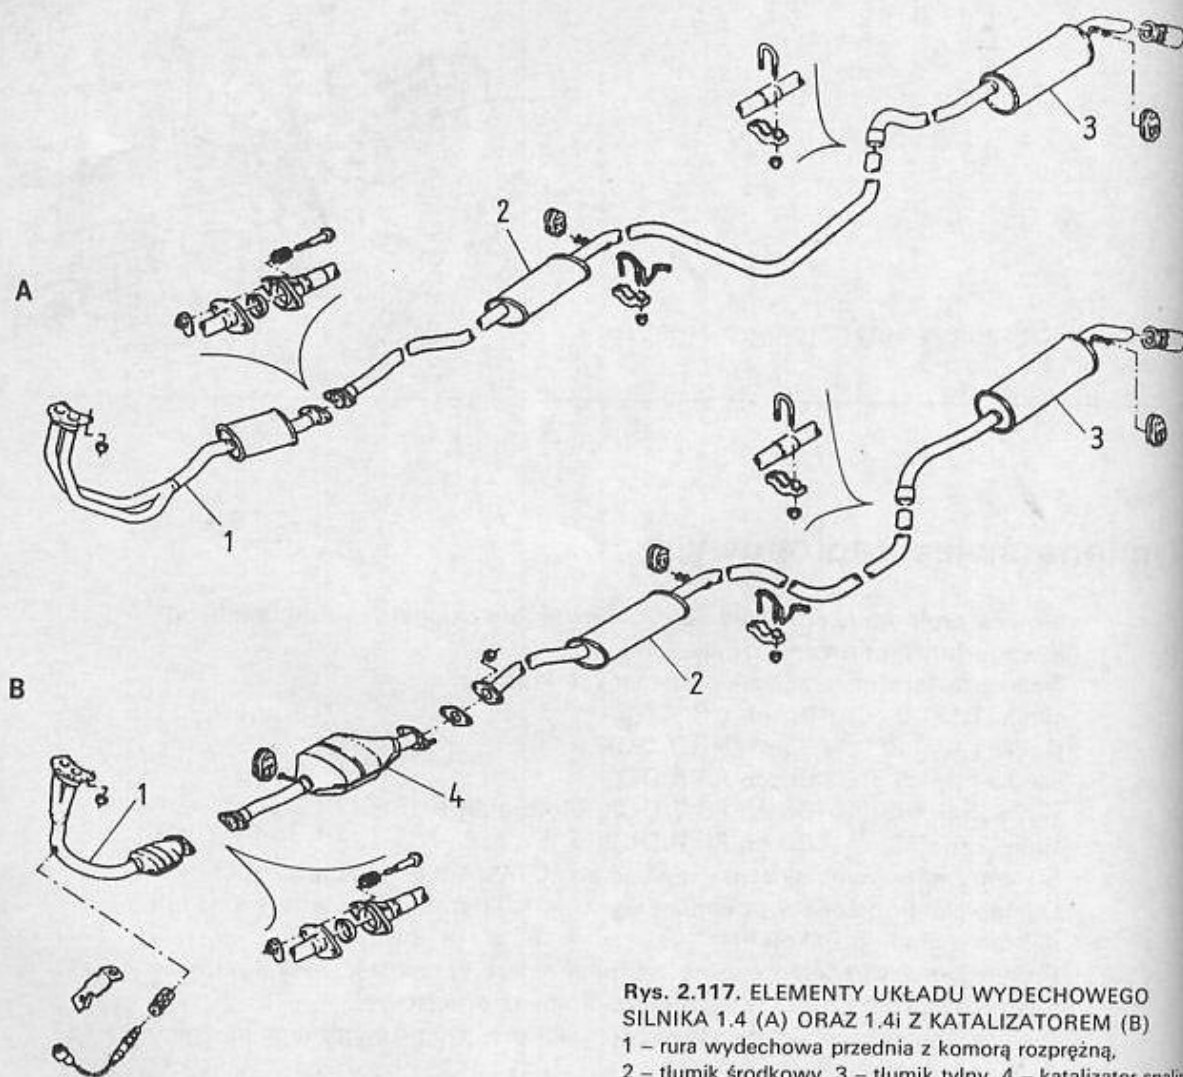 3
2
A
3
1
2
B
4
1
Rys. 2.117. ELEMENTY UKŁADU WYDECHOWEGO
SILNIKA 1.4 (A) ORAZ 1.4i Z KATALIZATOREM (B)
1 – rura wydechowa przednia z komorą rozprężną,
2 – tłumik środkowy, 3 – tłumik tylny, 4 – katalizator spalin